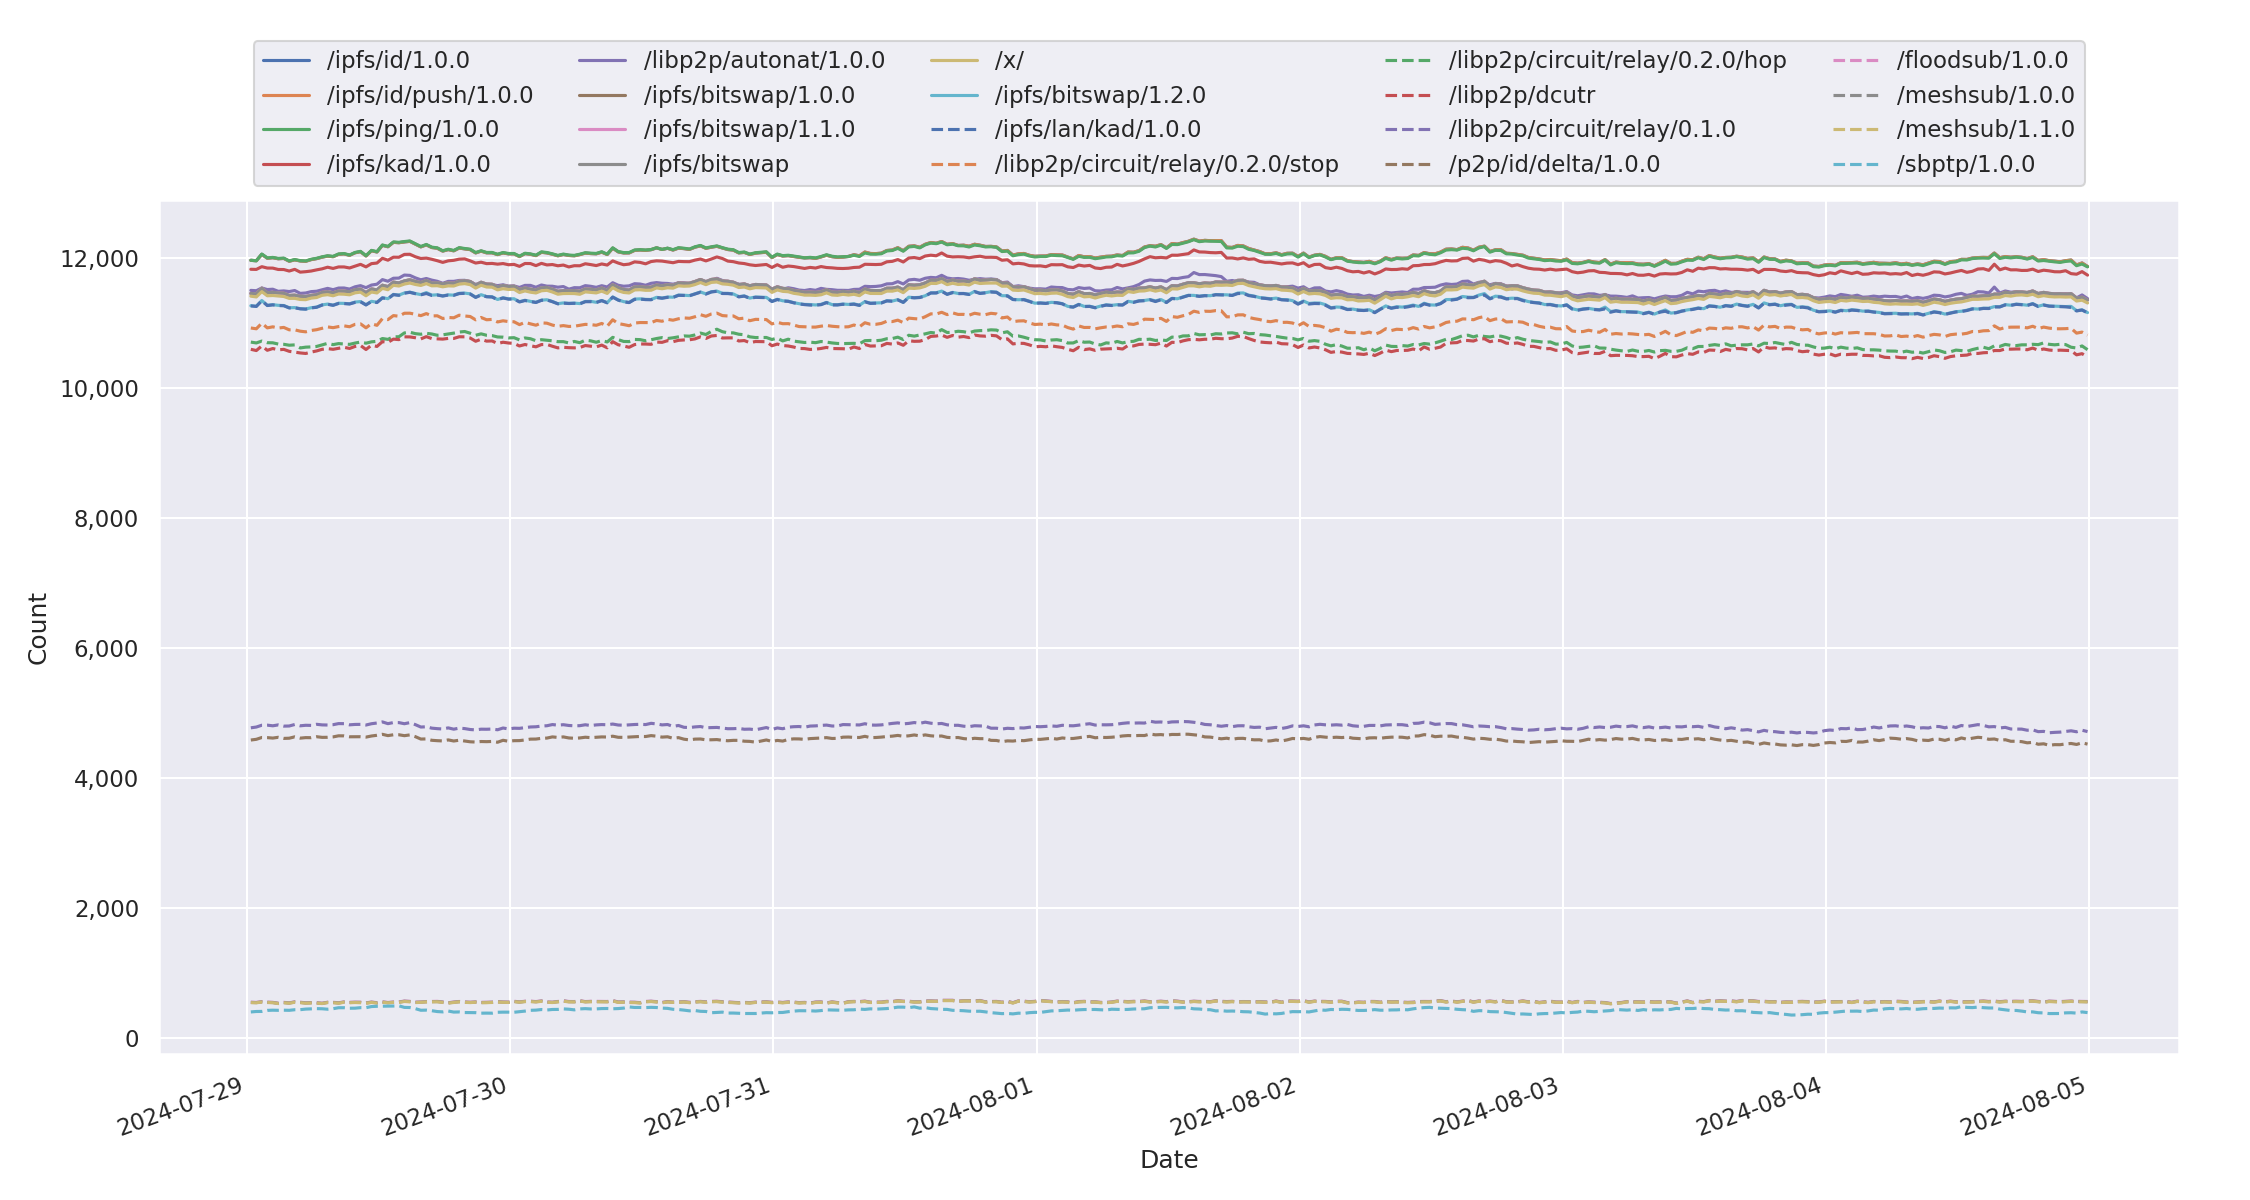 /ipfs/id/1.0.0
/ipfs/id/push/1.0.0
/ipfs/ping/1.0.0
/ipfs/kad/1.0.0
/libp2p/autonat/1.0.0
/ipfs/bitswap/1.0.0
/ipfs/bitswap/1.1.0
/ipfs/bitswap
/x/
/ipfs/bitswap/1.2.0
/ipfs/lan/kad/1.0.0
/libp2p/circuit/relay/0.2.0/stop
/libp2p/circuit/relay/0.2.0/hop
/libp2p/dcutr
/libp2p/circuit/relay/0.1.0
/p2p/id/delta/1.0.0
/floodsub/1.0.0
/meshsub/1.0.0
/meshsub/1.1.0
/sbptp/1.0.0
12,000
10,000
8,000
6,000
4,000
2,000
0
Count
2024-07-29
2024-07-30
2024-07-31
2024-08-01
2024-08-02
2024-08-03
2024-08-04
2024-08-05
Date